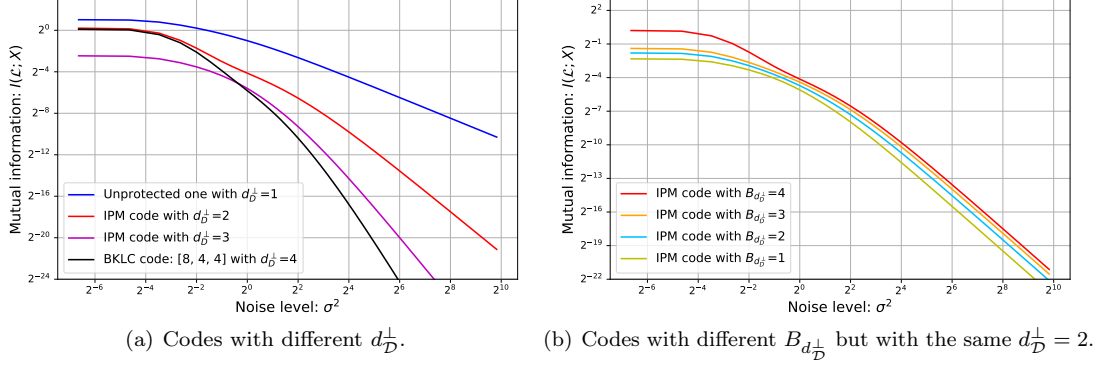 Mutual information: I(ℒ; X)
2^0
2^−4
2^−8
2^−12
2^−16
2^−20
2^−24
Unprotected one with d_𝒟^⊥=1
IPM code with d_𝒟^⊥=2
IPM code with d_𝒟^⊥=3
BKLC code: [8, 4, 4] with d_𝒟^⊥=4
2^−6 2^−4 2^−2 2^0 2^2 2^4 2^6 2^8 2^10
Noise level: σ^2
(a) Codes with different d_𝒟^⊥.
Mutual information: I(ℒ; X)
2^2
2^−1
2^−4
2^−7
2^−10
2^−13
2^−16
2^−19
2^−22
IPM code with B_{d_𝒟^⊥}=4
IPM code with B_{d_𝒟^⊥}=3
IPM code with B_{d_𝒟^⊥}=2
IPM code with B_{d_𝒟^⊥}=1
2^−6 2^−4 2^−2 2^0 2^2 2^4 2^6 2^8 2^10
Noise level: σ^2
(b) Codes with different B_{d_𝒟^⊥} but with the same d_𝒟^⊥ = 2.